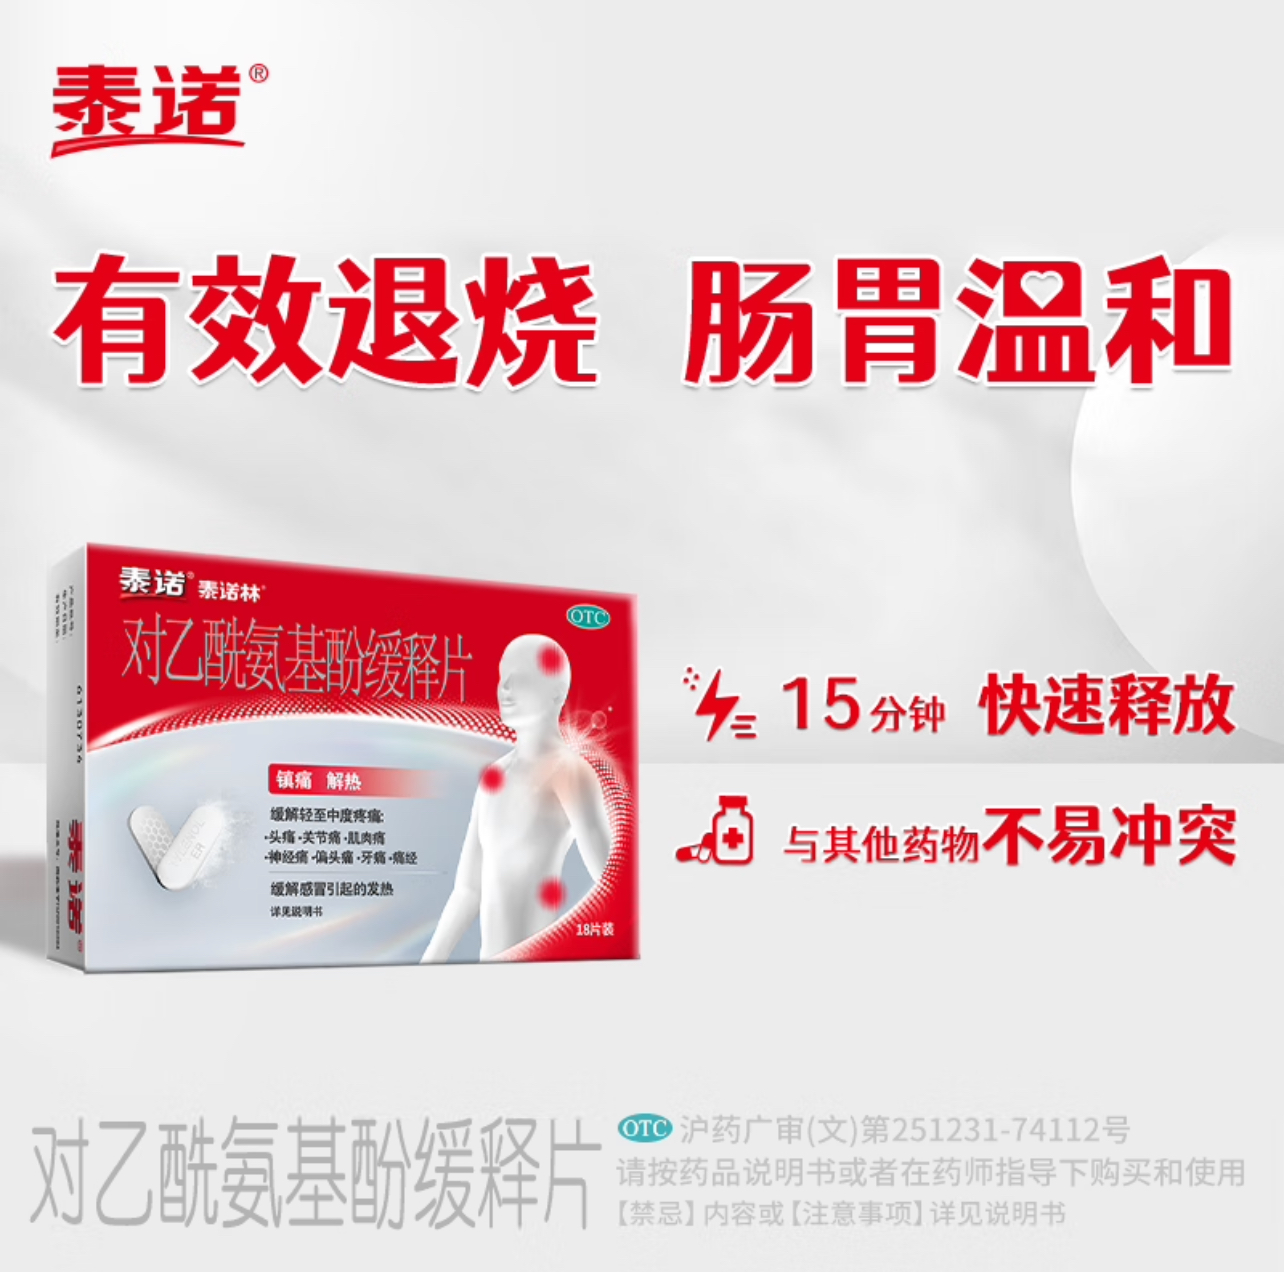 泰诺®
有效退烧 肠胃温和
泰诺® 泰诺林®
OTC
对乙酰氨基酚缓释片
镇痛 解热
缓解轻至中度疼痛:
·头痛·关节痛·肌肉痛
·神经痛·偏头痛·牙痛·痛经
缓解感冒引起的发热
详见说明书
18片装
6130734
泰诺®
15分钟 快速释放
与其他药物不易冲突
对乙酰氨基酚缓释片
OTC 沪药广审(文)第251231-74112号
请按药品说明书或者在药师指导下购买和使用
【禁忌】内容或【注意事项】详见说明书